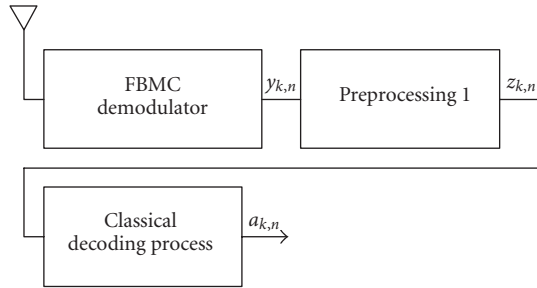 FBMC
demodulator
y_{k,n}
Preprocessing 1
z_{k,n}
Classical
decoding process
a_{k,n}